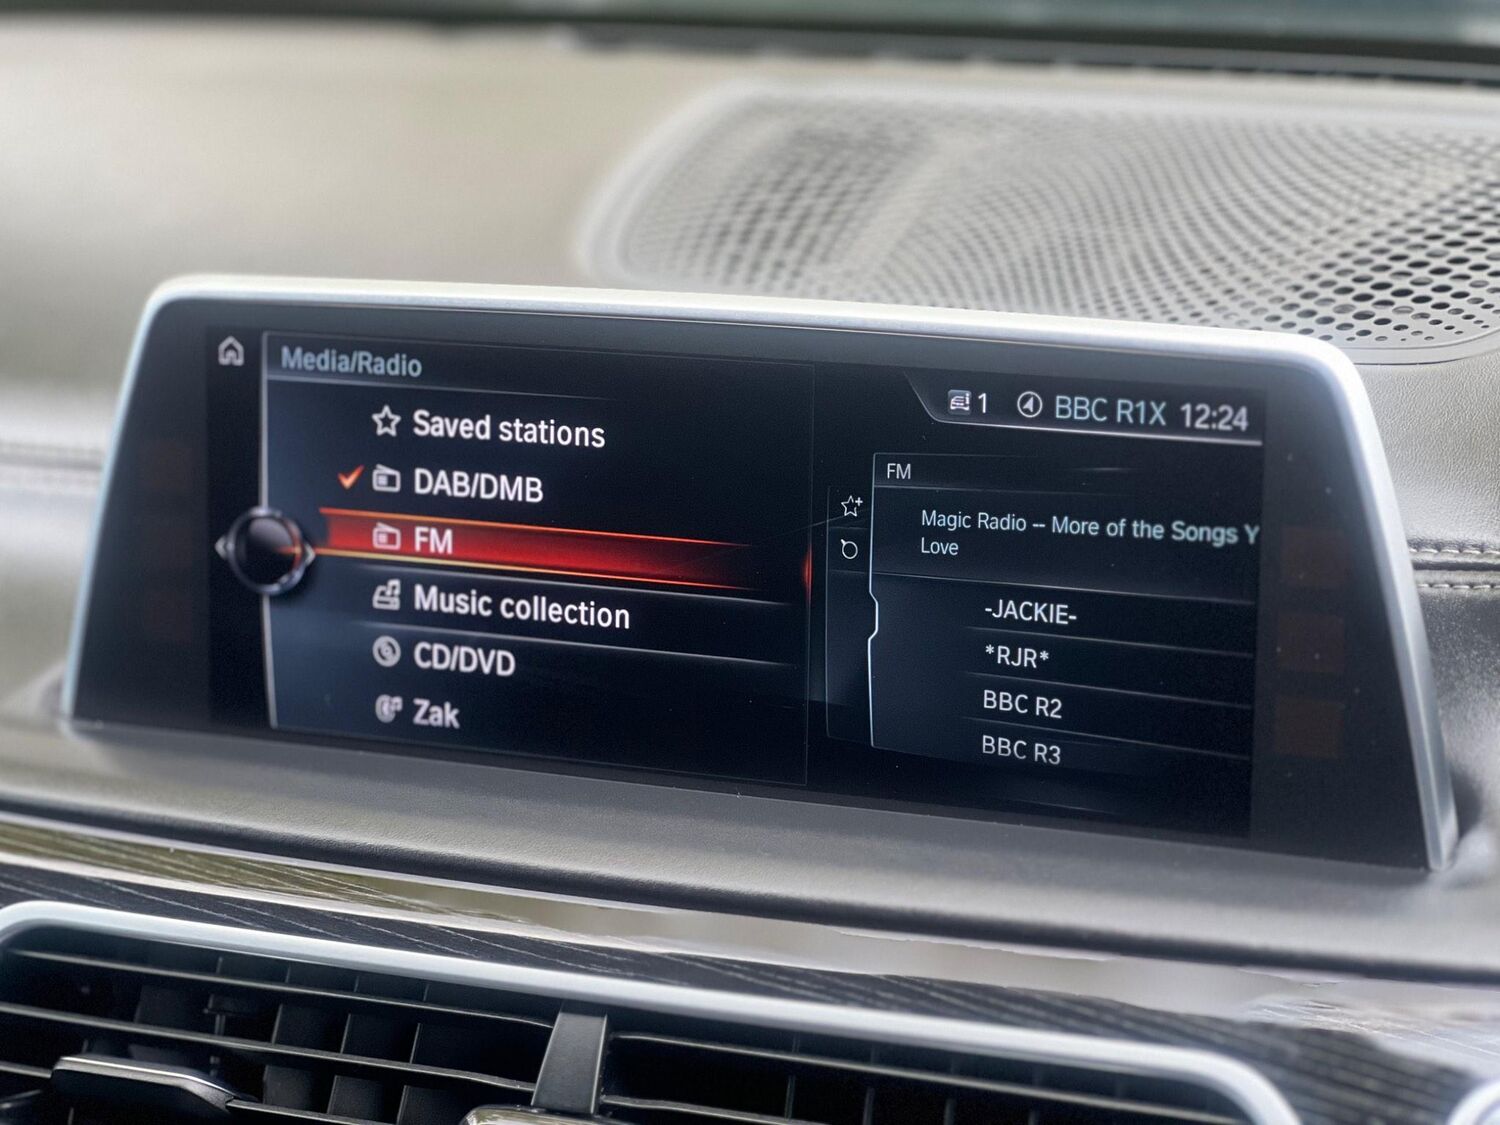 Media/Radio
Saved stations
DAB/DMB
FM
Music collection
CD/DVD
Zak
1 BBC R1X 12:24
FM
Magic Radio -- More of the Songs Y
Love
-JACKIE-
*RJR*
BBC R2
BBC R3